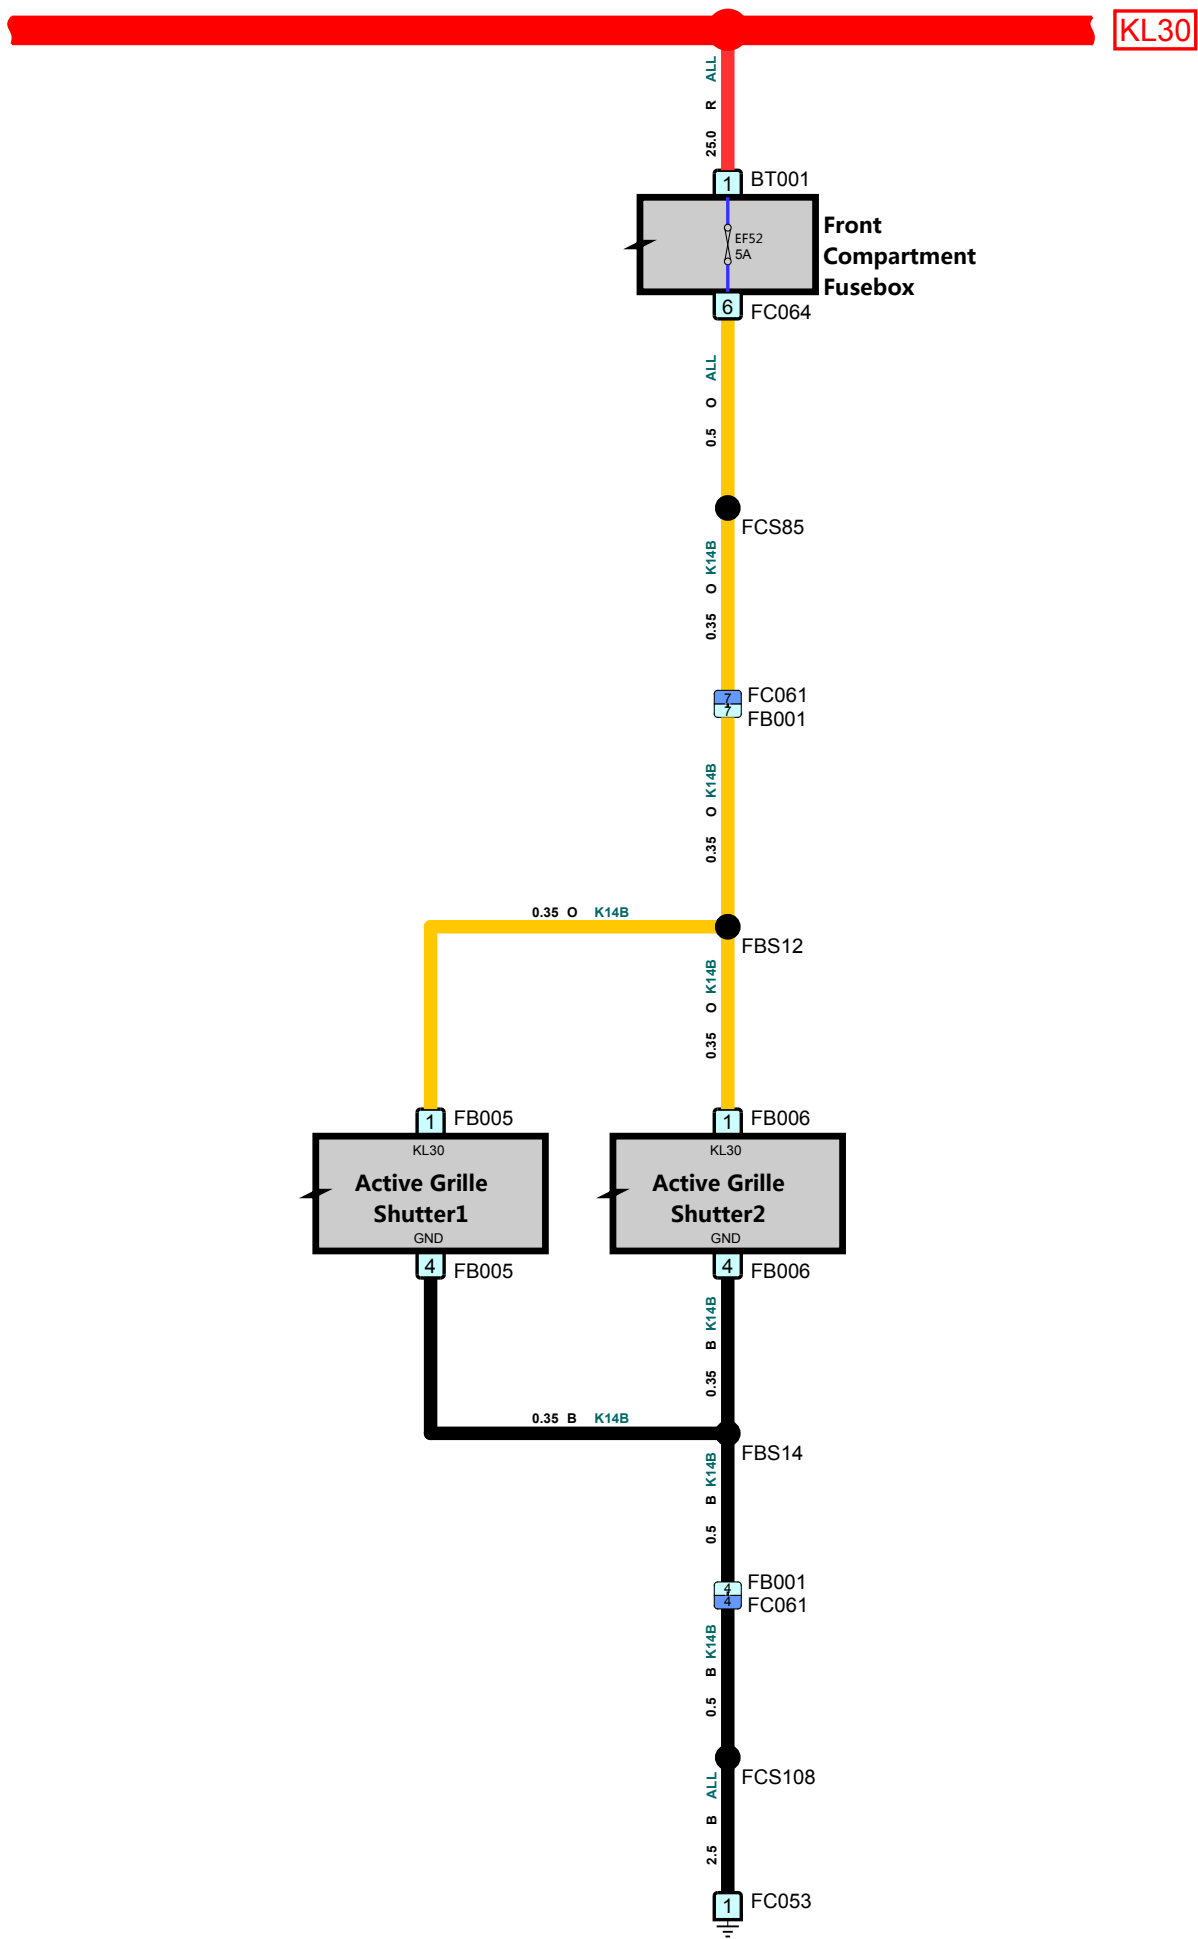 KL30
25.0 R ALL
1 BT001
EF52
5A
Front
Compartment
Fusebox
6 FC064
0.5 O ALL
FCS85
0.35 O K14B
7 FC061
7 FB001
0.35 O K14B
0.35 O K14B
FBS12
0.35 O K14B
1 FB005
KL30
Active Grille
Shutter1
GND
4 FB005
1 FB006
KL30
Active Grille
Shutter2
GND
4 FB006
0.35 B K14B
0.35 B K14B
FBS14
0.5 B K14B
4 FB001
4 FC061
0.5 B K14B
FCS108
2.5 B ALL
1 FC053